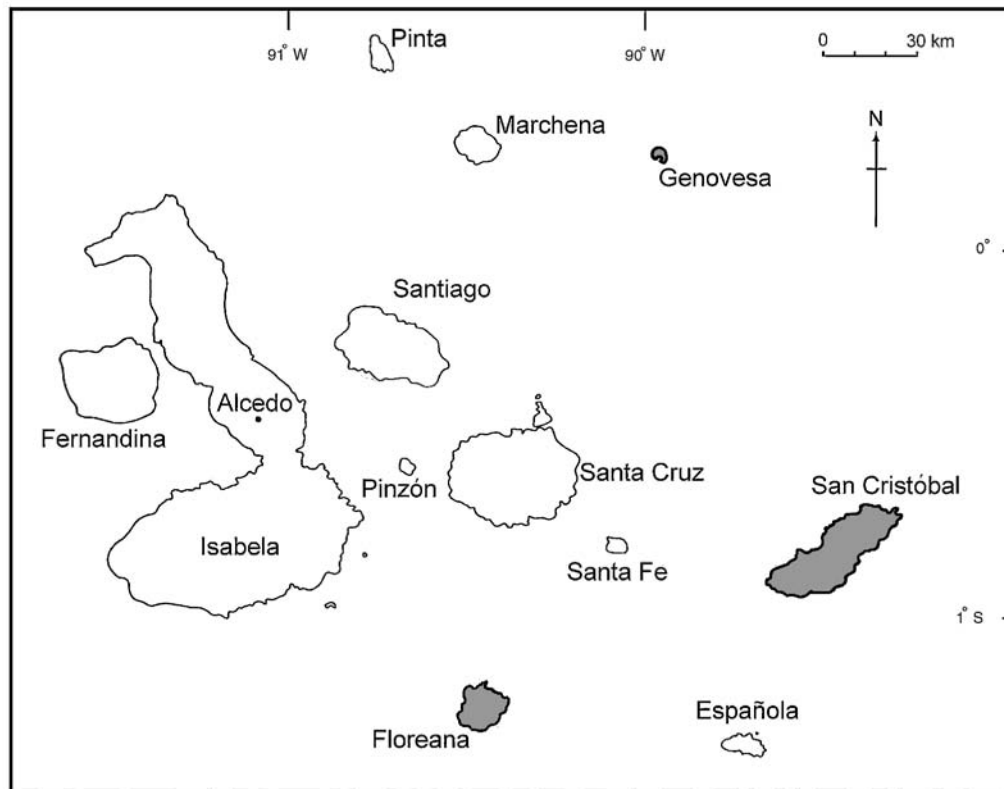 Pinta
91° W
90° W
0 30 km
Marchena
N
Genovesa
0°
Santiago
Alcedo
Fernandina
Pinzón
Santa Cruz
San Cristóbal
Isabela
Santa Fe
1° S
Española
Floreana